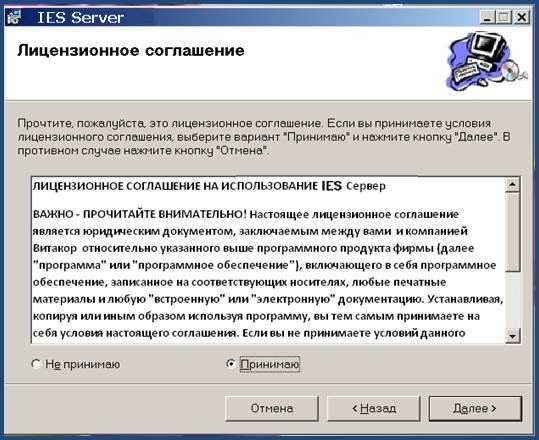 IES Server
Лицензионное соглашение
Прочтите, пожалуйста, это лицензионное соглашение. Если вы принимаете условия
лицензионного соглашения, выберите вариант "Принимаю" и нажмите кнопку "Далее". В
противном случае нажмите кнопку "Отмена".
ЛИЦЕНЗИОННОЕ СОГЛАШЕНИЕ НА ИСПОЛЬЗОВАНИЕ IES Сервер
ВАЖНО - ПРОЧИТАЙТЕ ВНИМАТЕЛЬНО! Настоящее лицензионное соглашение
является юридическим документом, заключаемым между вами и компанией
Витакор относительно указанного выше программного продукта фирмы (далее
"программа" или "программное обеспечение"), включающего в себя программное
обеспечение, записанное на соответствующих носителях, любые печатные
материалы и любую "встроенную" или "электронную" документацию. Устанавливая,
копируя или иным образом используя программу, вы тем самым принимаете на
себя условия настоящего соглашения. Если вы не принимаете условий данного
Не принимаю
Принимаю
Отмена
< Назад
Далее >